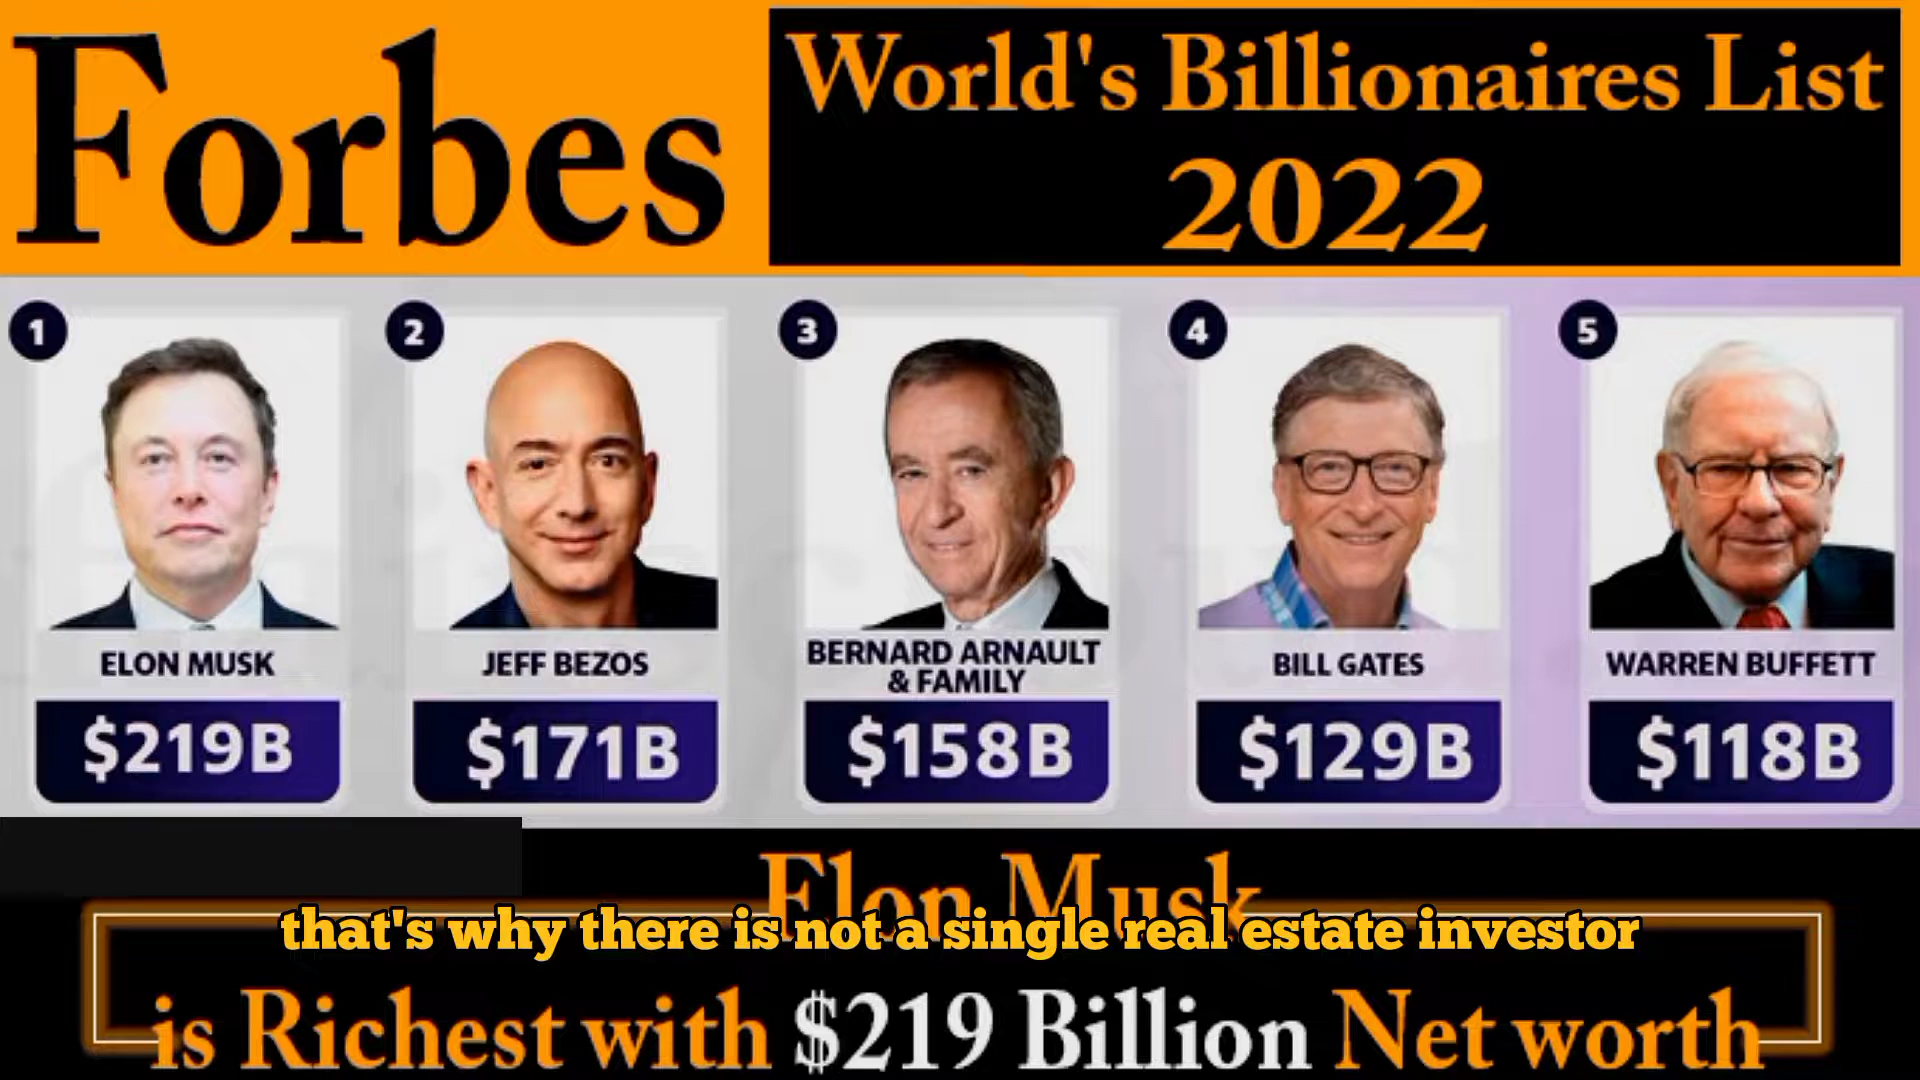 Forbes
World's Billionaires List
2022
1
2
3
4
5
ELON MUSK
JEFF BEZOS
BERNARD ARNAULT
& FAMILY
BILL GATES
WARREN BUFFETT
$219B
$171B
$158B
$129B
$118B
Elon Musk
that's why there is not a single real estate investor
is Richest with $219 Billion Net worth